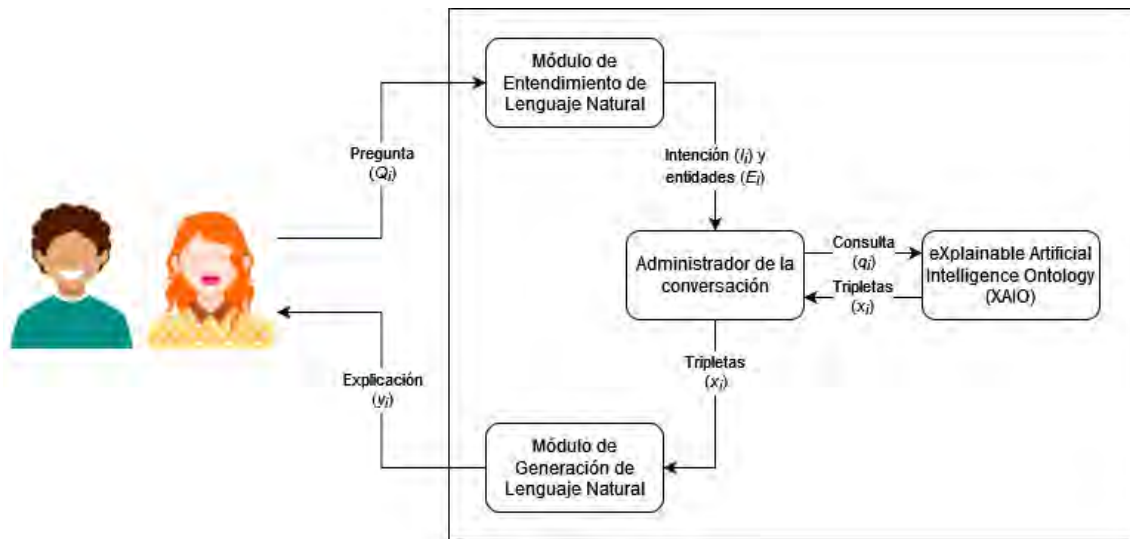 Módulo de
Entendimiento de
Lenguaje Natural
Pregunta
(Qi)
Intención (Ii) y
entidades (Ei)
Administrador de la
conversación
Consulta
(qi)
Tripletas
(xi)
eXplainable Artificial
Intelligence Ontology
(XAIO)
Tripletas
(xi)
Explicación
(yi)
Módulo de
Generación de
Lenguaje Natural